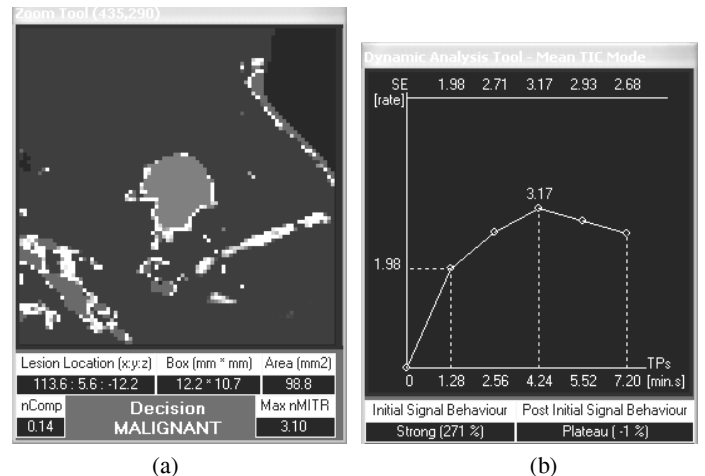 Zoom Tool (435,290)
Lesion Location (x:y:z) Box (mm * mm) Area (mm2)
113.6 : 5.6 : -12.2 12.2 * 10.7 98.8
nComp Decision Max nMITR
0.14 MALIGNANT 3.10
(a)
Dynamic Analysis Tool - Mean TIC Mode
SE 1.98 2.71 3.17 2.93 2.68
[rate]
3.17
1.98
TPs
0 1.28 2.56 4.24 5.52 7.20 [min.s]
Initial Signal Behaviour Post Initial Signal Behaviour
Strong (271 %) Plateau ( -1 %)
(b)